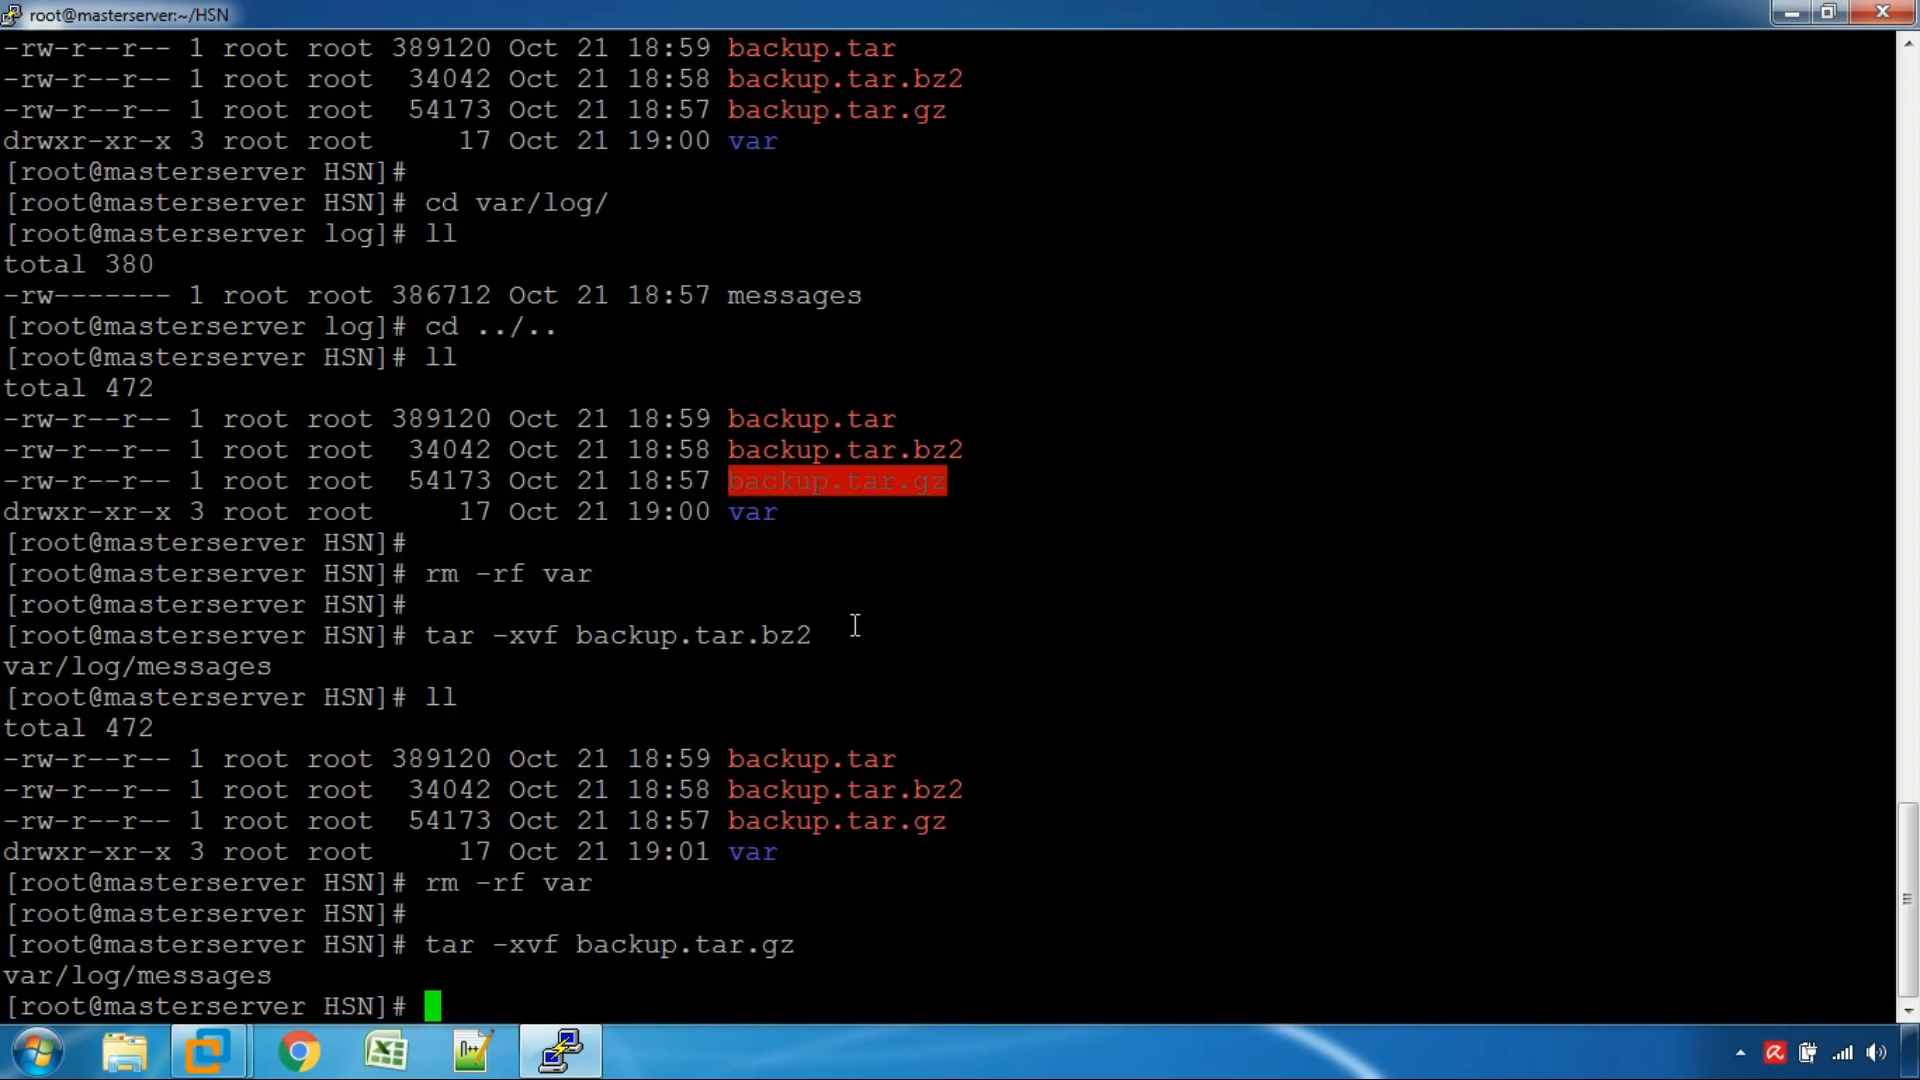 root@masterserver:~/HSN
-rw-r--r-- 1 root root 389120 Oct 21 18:59 backup.tar
-rw-r--r-- 1 root root  34042 Oct 21 18:58 backup.tar.bz2
-rw-r--r-- 1 root root  54173 Oct 21 18:57 backup.tar.gz
drwxr-xr-x 3 root root     17 Oct 21 19:00 var
[root@masterserver HSN]#
[root@masterserver HSN]# cd var/log/
[root@masterserver log]# ll
total 380
-rw------- 1 root root 386712 Oct 21 18:57 messages
[root@masterserver log]# cd ../..
[root@masterserver HSN]# ll
total 472
-rw-r--r-- 1 root root 389120 Oct 21 18:59 backup.tar
-rw-r--r-- 1 root root  34042 Oct 21 18:58 backup.tar.bz2
-rw-r--r-- 1 root root  54173 Oct 21 18:57 backup.tar.gz
drwxr-xr-x 3 root root     17 Oct 21 19:00 var
[root@masterserver HSN]#
[root@masterserver HSN]# rm -rf var
[root@masterserver HSN]#
[root@masterserver HSN]# tar -xvf backup.tar.bz2
var/log/messages
[root@masterserver HSN]# ll
total 472
-rw-r--r-- 1 root root 389120 Oct 21 18:59 backup.tar
-rw-r--r-- 1 root root  34042 Oct 21 18:58 backup.tar.bz2
-rw-r--r-- 1 root root  54173 Oct 21 18:57 backup.tar.gz
drwxr-xr-x 3 root root     17 Oct 21 19:01 var
[root@masterserver HSN]# rm -rf var
[root@masterserver HSN]#
[root@masterserver HSN]# tar -xvf backup.tar.gz
var/log/messages
[root@masterserver HSN]#